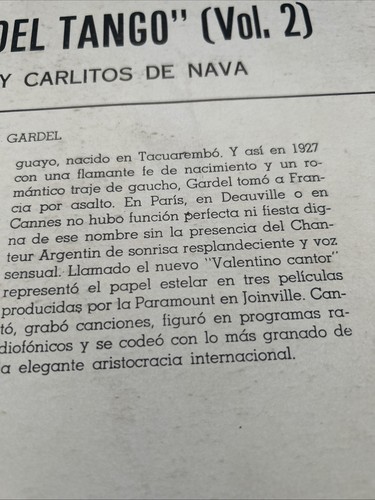 DEL TANGO" (Vol. 2)
Y CARLITOS DE NAVA
GARDEL
guayo, nacido en Tacuarembó. Y así en 1927
con una flamante fe de nacimiento y un ro-
mántico traje de gaucho, Gardel tomó a Fran-
cia por asalto. En París, en Deauville o en
Cannes no hubo función perfecta ni fiesta dig-
na de ese nombre sin la presencia del Chan-
teur Argentin de sonrisa resplandeciente y voz
sensual. Llamado el nuevo "Valentino cantor"
representó el papel estelar en tres películas
producidas por la Paramount en Joinville. Can-
tó, grabó canciones, figuró en programas ra-
diofónicos y se codeó con lo más granado de
a elegante aristocracia internacional.